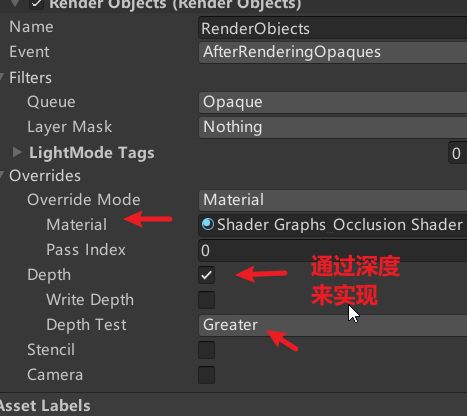 Render Objects (Render Objects)
Name RenderObjects
Event AfterRenderingOpaques
Filters
Queue Opaque
Layer Mask Nothing
LightMode Tags 0
Overrides
Override Mode Material
Material Shader Graphs_Occlusion Shader
Pass Index 0
Depth
通过深度
来实现
Write Depth
Depth Test Greater
Stencil
Camera
Asset Labels